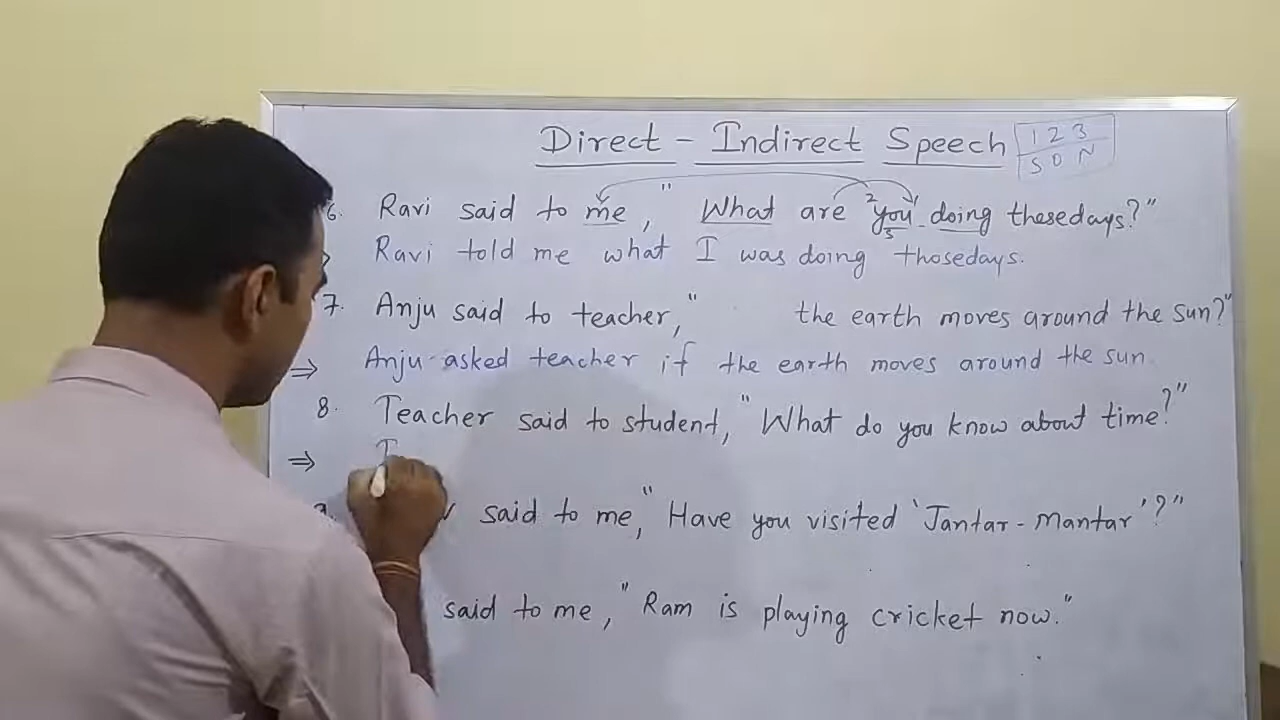 Direct - Indirect Speech
1 2 3
S O N
6. Ravi said to me, " What are you doing thesedays?"
2 1
3
Ravi told me what I was doing thosedays.
7. Anju said to teacher, " the earth moves around the sun?"
⇒ Anju asked teacher if the earth moves around the sun.
8. Teacher said to student, "What do you know about time?"
⇒ T
said to me, "Have you visited 'Jantar-Mantar'?"
said to me, "Ram is playing cricket now."